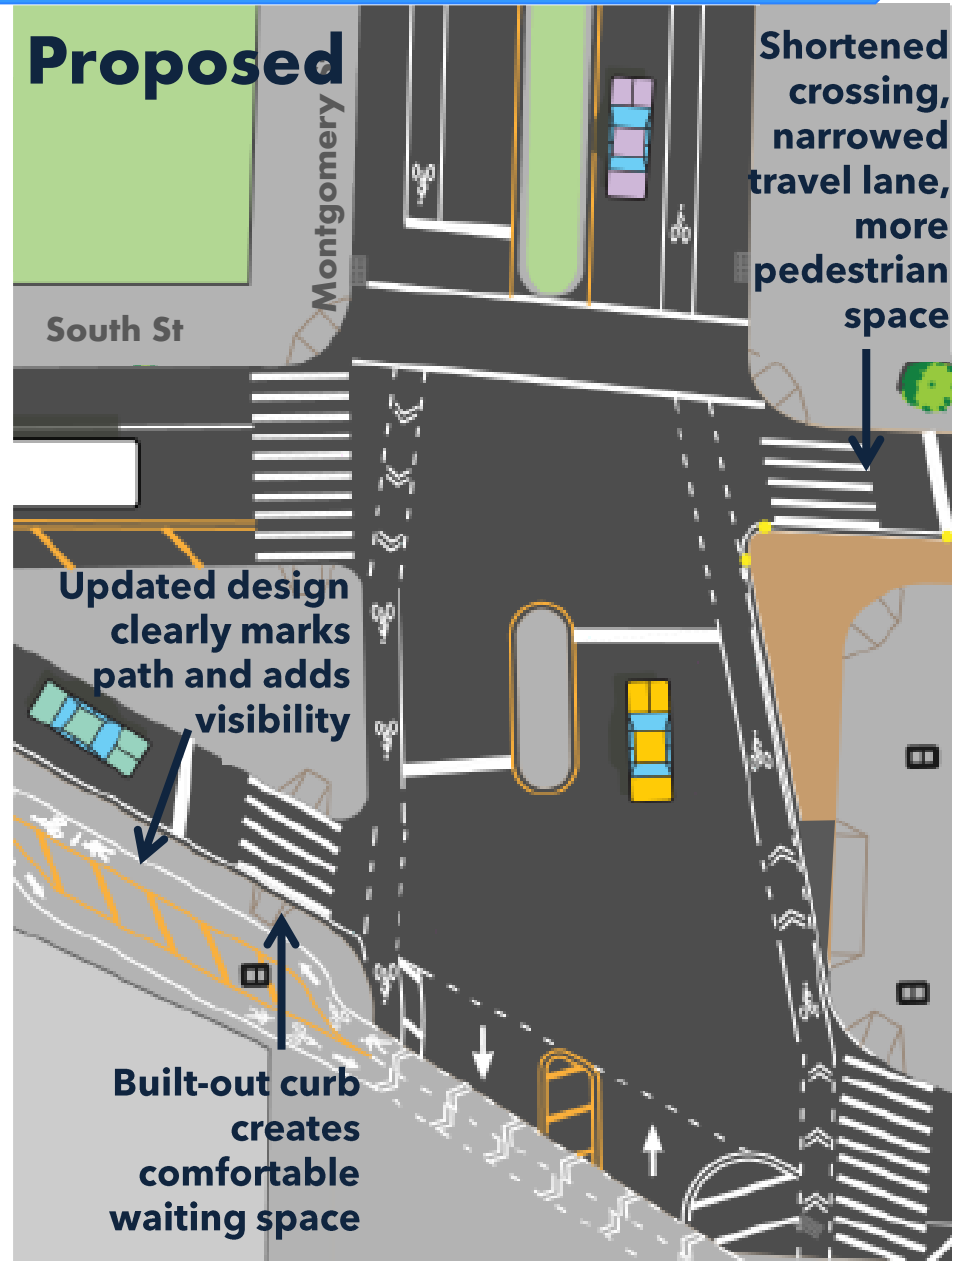 Proposed
Montgomery
South St
Shortened
crossing,
narrowed
travel lane,
more
pedestrian
space
Updated design
clearly marks
path and adds
visibility
Built-out curb
creates
comfortable
waiting space